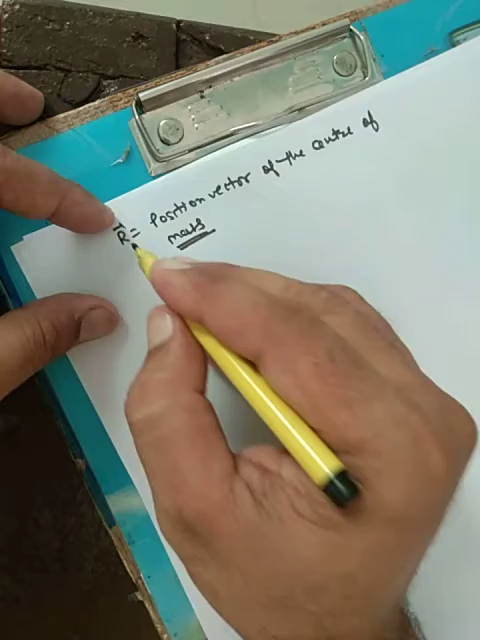 R⃗ = Position vector of the centre of
mass